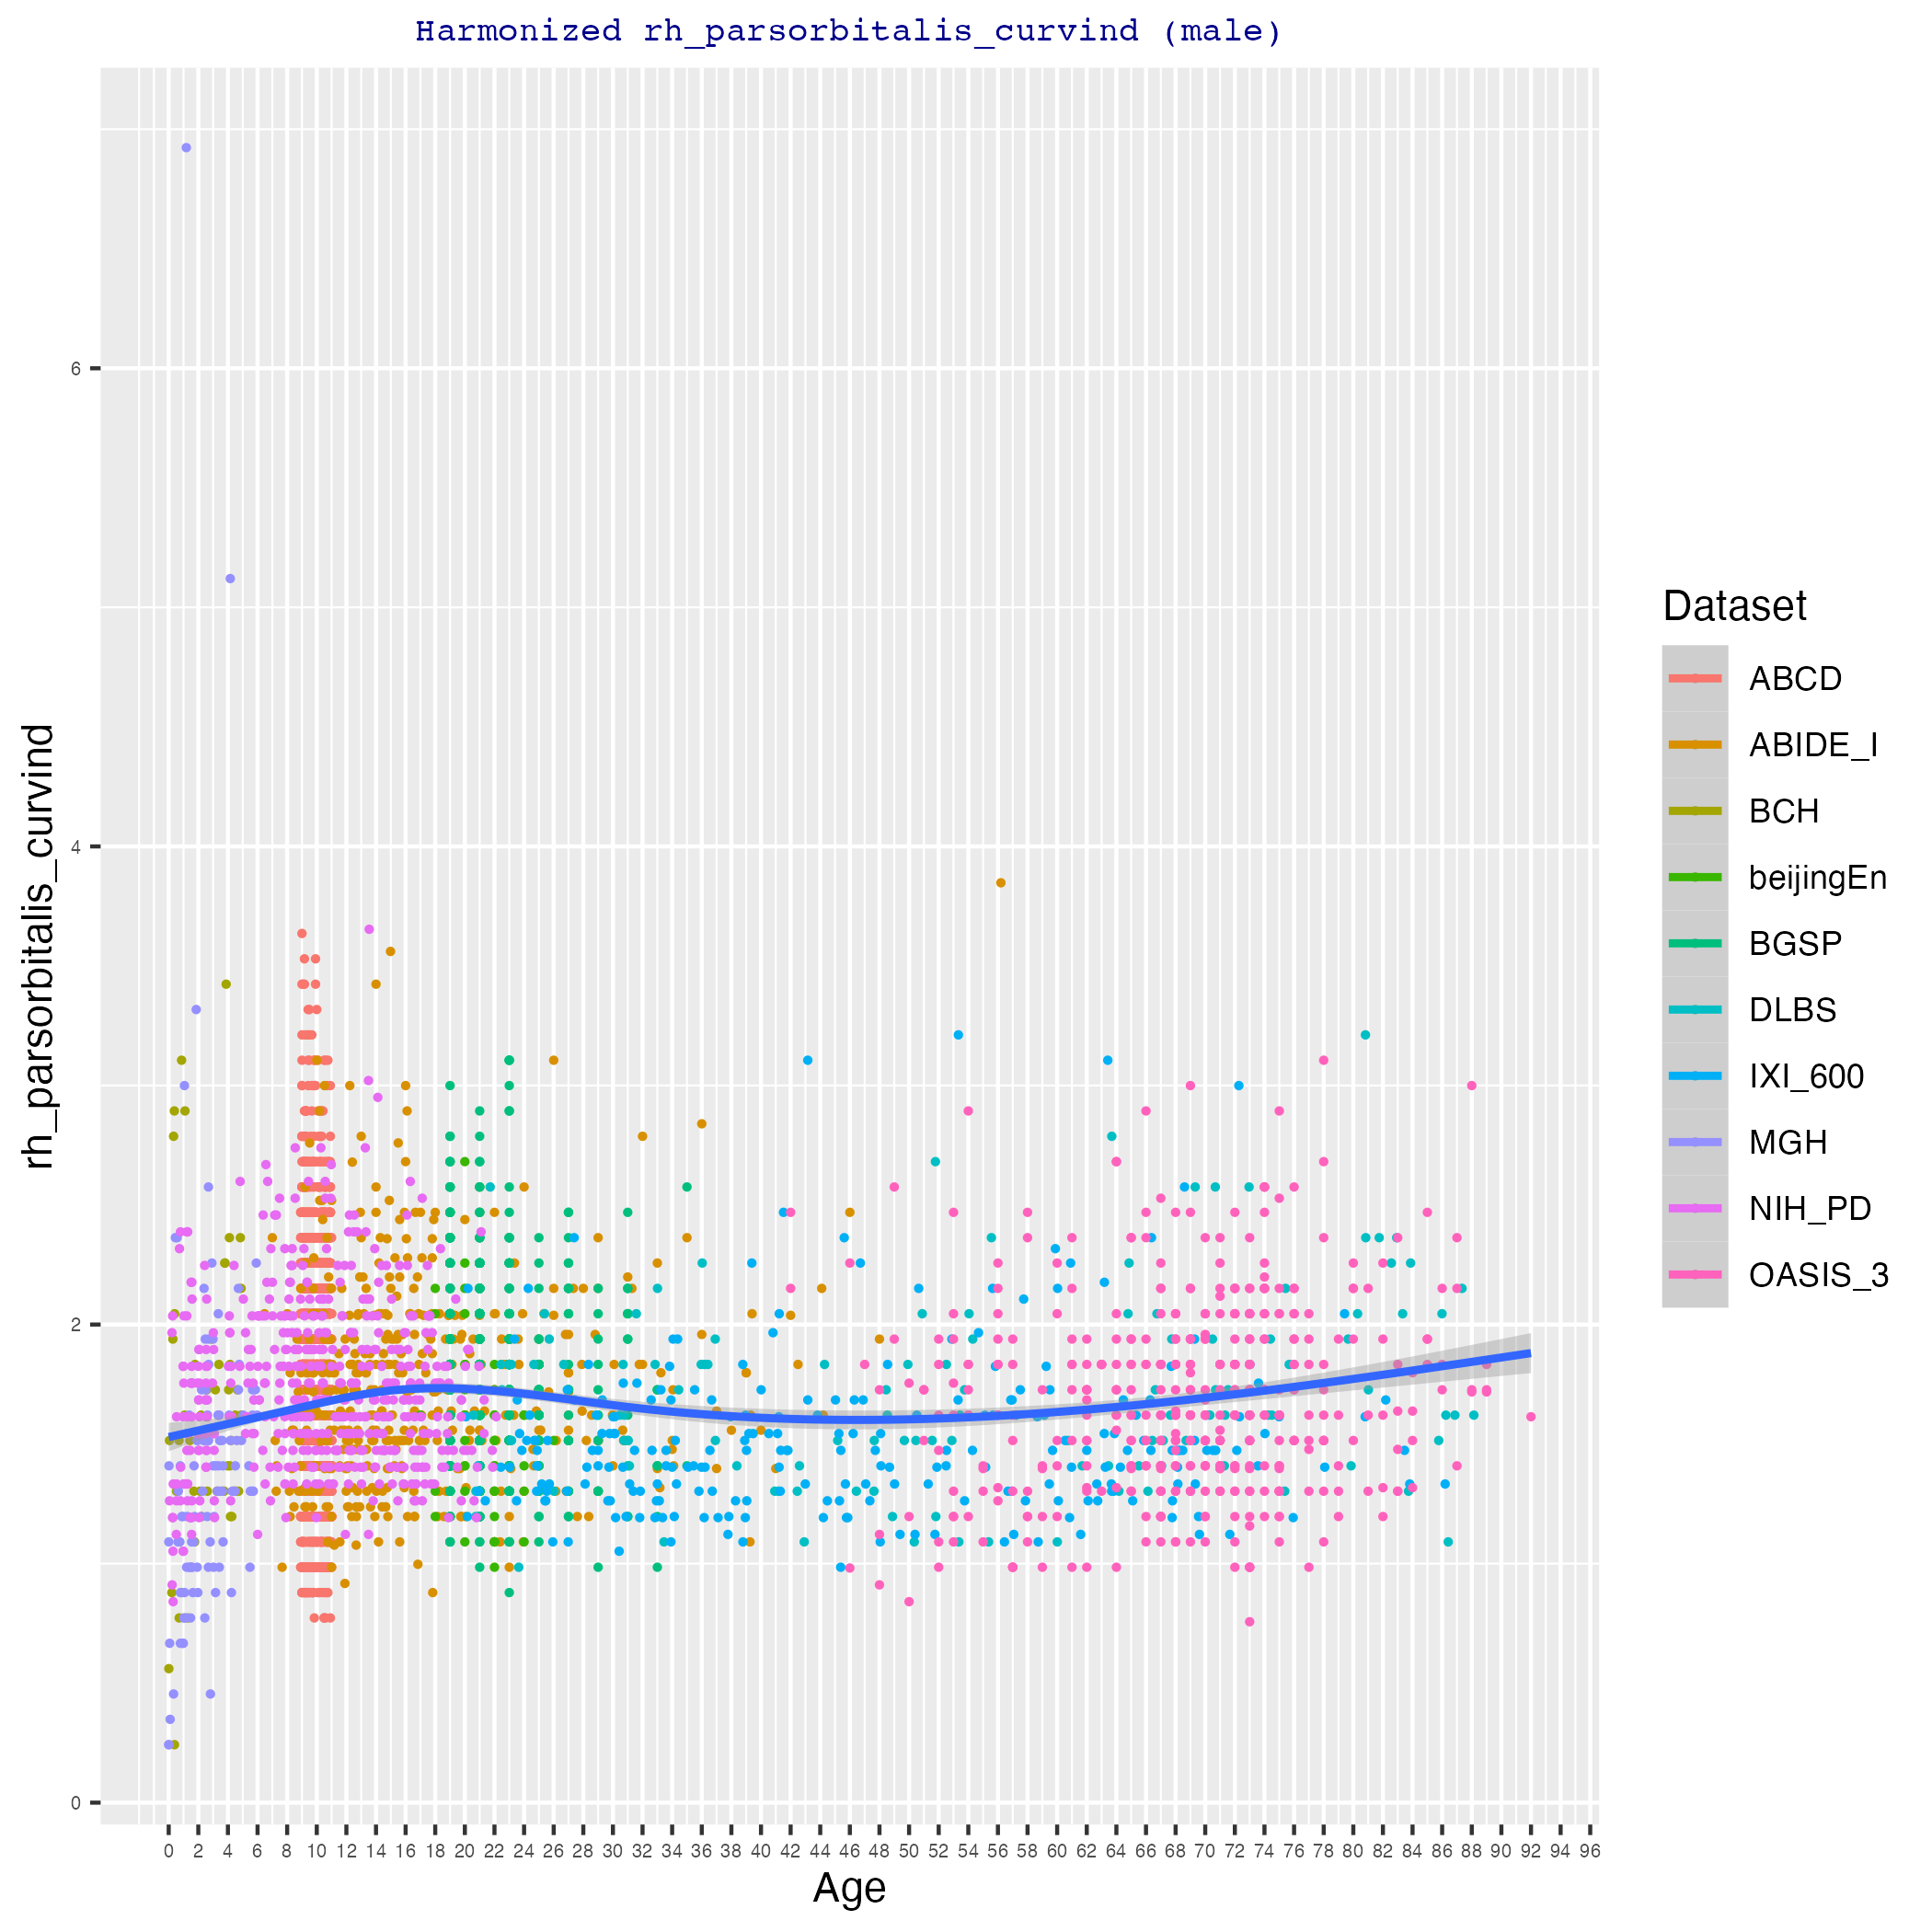 Harmonized rh_parsorbitalis_curvind (male)
rh_parsorbitalis_curvind
6
4
2
0
0 2 4 6 8 10 12 14 16 18 20 22 24 26 28 30 32 34 36 38 40 42 44 46 48 50 52 54 56 58 60 62 64 66 68 70 72 74 76 78 80 82 84 86 88 90 92 94 96
Age
Dataset
ABCD
ABIDE_I
BCH
beijingEn
BGSP
DLBS
IXI_600
MGH
NIH_PD
OASIS_3